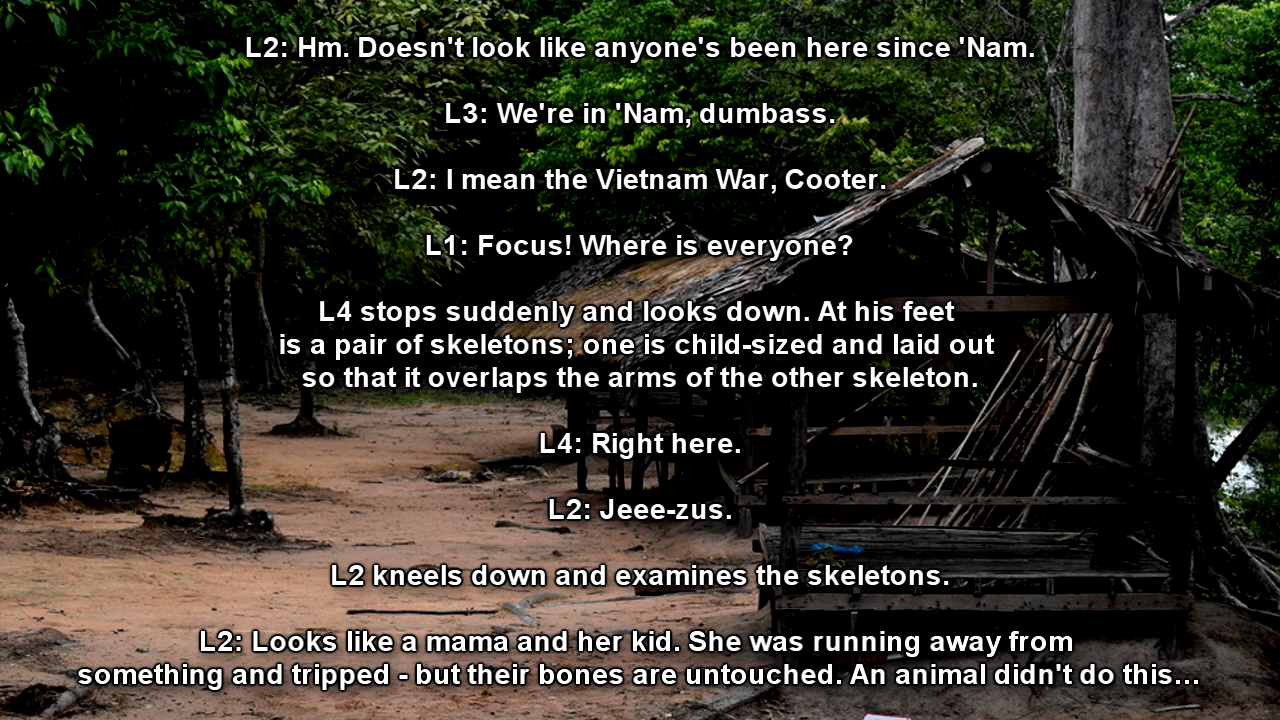 L2: Hm. Doesn't look like anyone's been here since 'Nam.
L3: We're in 'Nam, dumbass.
L2: I mean the Vietnam War, Cooter.
L1: Focus! Where is everyone?
L4 stops suddenly and looks down. At his feet
is a pair of skeletons; one is child-sized and laid out
so that it overlaps the arms of the other skeleton.
L4: Right here.
L2: Jeee-zus.
L2 kneels down and examines the skeletons.
L2: Looks like a mama and her kid. She was running away from
something and tripped - but their bones are untouched. An animal didn't do this...